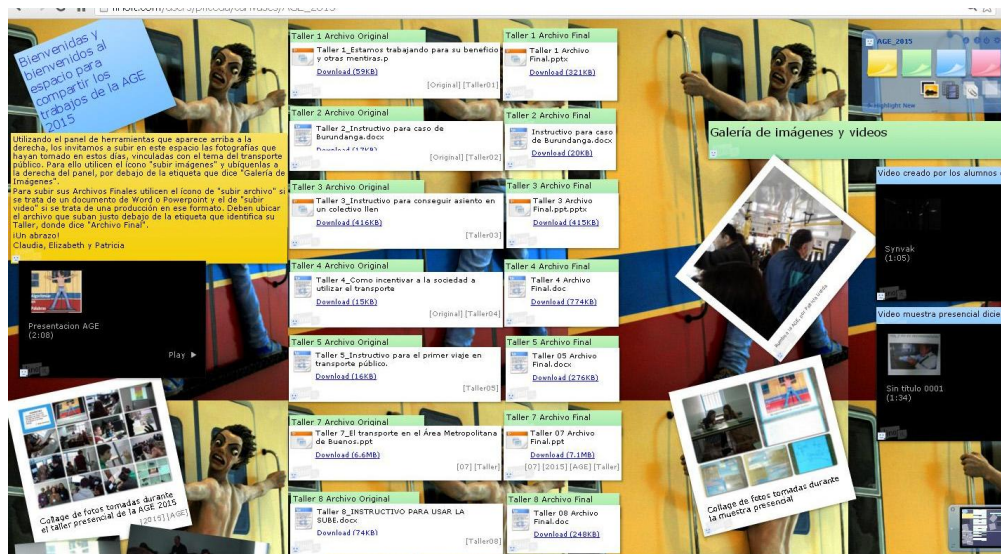 Bienvenidas y
bienvenidos al
espacio para
compartir los
trabajos de la AGE
2015
Utilizando el panel de herramientas que aparece arriba a la
derecha, los invitamos a subir en este espacio las fotografías que
hayan tomado en estos días, vinculadas con el tema del transporte
público. Para ello utilicen el ícono "subir imágenes" y ubíquenlas a
la derecha del panel, por debajo de la etiqueta que dice "Galería de
Imágenes".
Para subir sus Archivos Finales utilicen el ícono de "subir archivo" si
se trata de un documento de Word o Powerpoint y el de "subir
video" si se trata de una producción en ese formato. Deben ubicar
el archivo que suban justo debajo de la etiqueta que identifica su
Taller, donde dice "Archivo Final".
¡Un abrazo!
Claudia, Elizabeth y Patricia
Presentacion AGE
(2:08)
Play
Collage de fotos tomadas durante
el taller presencial de la AGE 2015
[2015] [AGE]
Taller 1 Archivo Original
Taller 1_Estamos trabajando para su beneficio
y otras mentiras.p
Download (59KB)
[Original] [Taller01]
Taller 2 Archivo Original
Taller 2_Instructivo para caso de
Burundanga.docx
Download (17KB)
[Original] [Taller02]
Taller 3 Archivo Original
Taller 3_Instructivo para conseguir asiento en
un colectivo llen
Download (416KB)
[Taller03]
Taller 4 Archivo Original
Taller 4_Como incentivar a la sociedad a
utilizar el transporte
Download (15KB)
[Original] [Taller04]
Taller 5 Archivo Original
Taller 5_Instructivo para el primer viaje en
transporte público.
Download (16KB)
[Taller05]
Taller 7 Archivo Original
Taller 7_El transporte en el Área Metropolitana
de Buenos.ppt
Download (6.6MB)
[07] [Taller]
Taller 8 Archivo Original
Taller 8_INSTRUCTIVO PARA USAR LA
SUBE.docx
Download (74KB)
[Taller08]
Taller 1 Archivo Final
Taller 1 Archivo
Final.pptx
Download (321KB)
Taller 2 Archivo Final
Instructivo para caso
de Burundanga.docx
Download (20KB)
Taller 3 Archivo Final
Taller 3 Archivo
Final.ppt.pptx
Download (415KB)
Taller 4 Archivo Final
Taller 4 Archivo
Final.doc
Download (774KB)
Taller 5 Archivo Final
Taller 05 Archivo
Final.doc
Download (276KB)
Taller 7 Archivo Final
Taller 07 Archivo
Final.ppt
Download (7.1MB)
[07] [2015] [AGE] [Taller]
Taller 8 Archivo Final
Taller 08 Archivo
Final.doc
Download (248KB)
AGE_2015
Highlight New
Galería de imágenes y videos
Collage de fotos tomadas durante
la muestra presencial
Video creado por los alumnos
Synvak
(1:05)
Video muestra presencial dicie
Sin título 0001
(1:34)